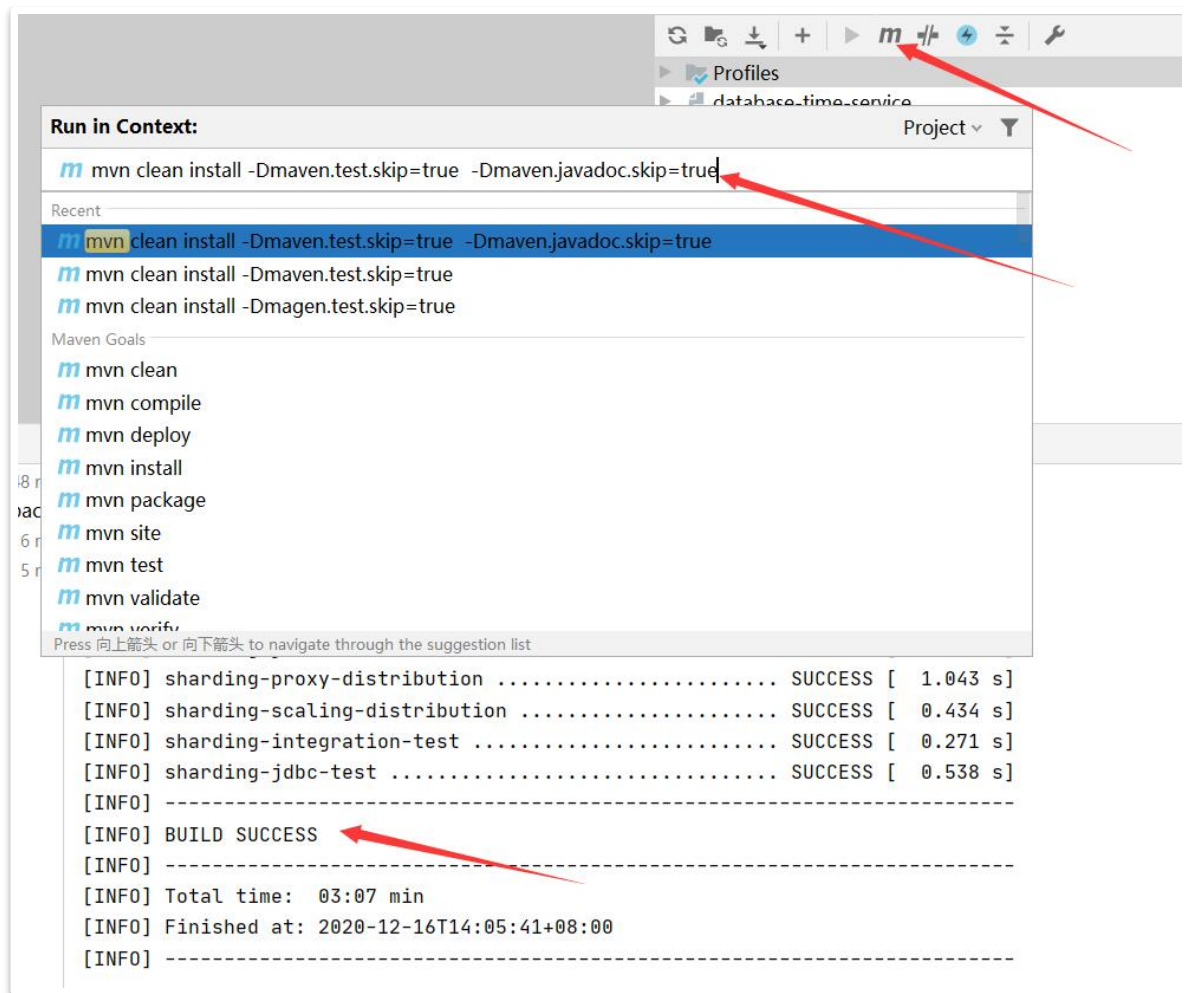 m
Profiles
database-time-service
Run in Context:
Project
m mvn clean install -Dmaven.test.skip=true  -Dmaven.javadoc.skip=true
Recent
m mvn clean install -Dmaven.test.skip=true  -Dmaven.javadoc.skip=true
m mvn clean install -Dmaven.test.skip=true
m mvn clean install -Dmagen.test.skip=true
Maven Goals
m mvn clean
m mvn compile
m mvn deploy
m mvn install
m mvn package
m mvn site
m mvn test
m mvn validate
m mvn verify
Press 向上箭头 or 向下箭头 to navigate through the suggestion list
[INFO] sharding-proxy-distribution ........................ SUCCESS [  1.043 s]
[INFO] sharding-scaling-distribution ...................... SUCCESS [  0.434 s]
[INFO] sharding-integration-test .......................... SUCCESS [  0.271 s]
[INFO] sharding-jdbc-test ................................. SUCCESS [  0.538 s]
[INFO] ------------------------------------------------------------------------
[INFO] BUILD SUCCESS
[INFO] ------------------------------------------------------------------------
[INFO] Total time:  03:07 min
[INFO] Finished at: 2020-12-16T14:05:41+08:00
[INFO] ------------------------------------------------------------------------